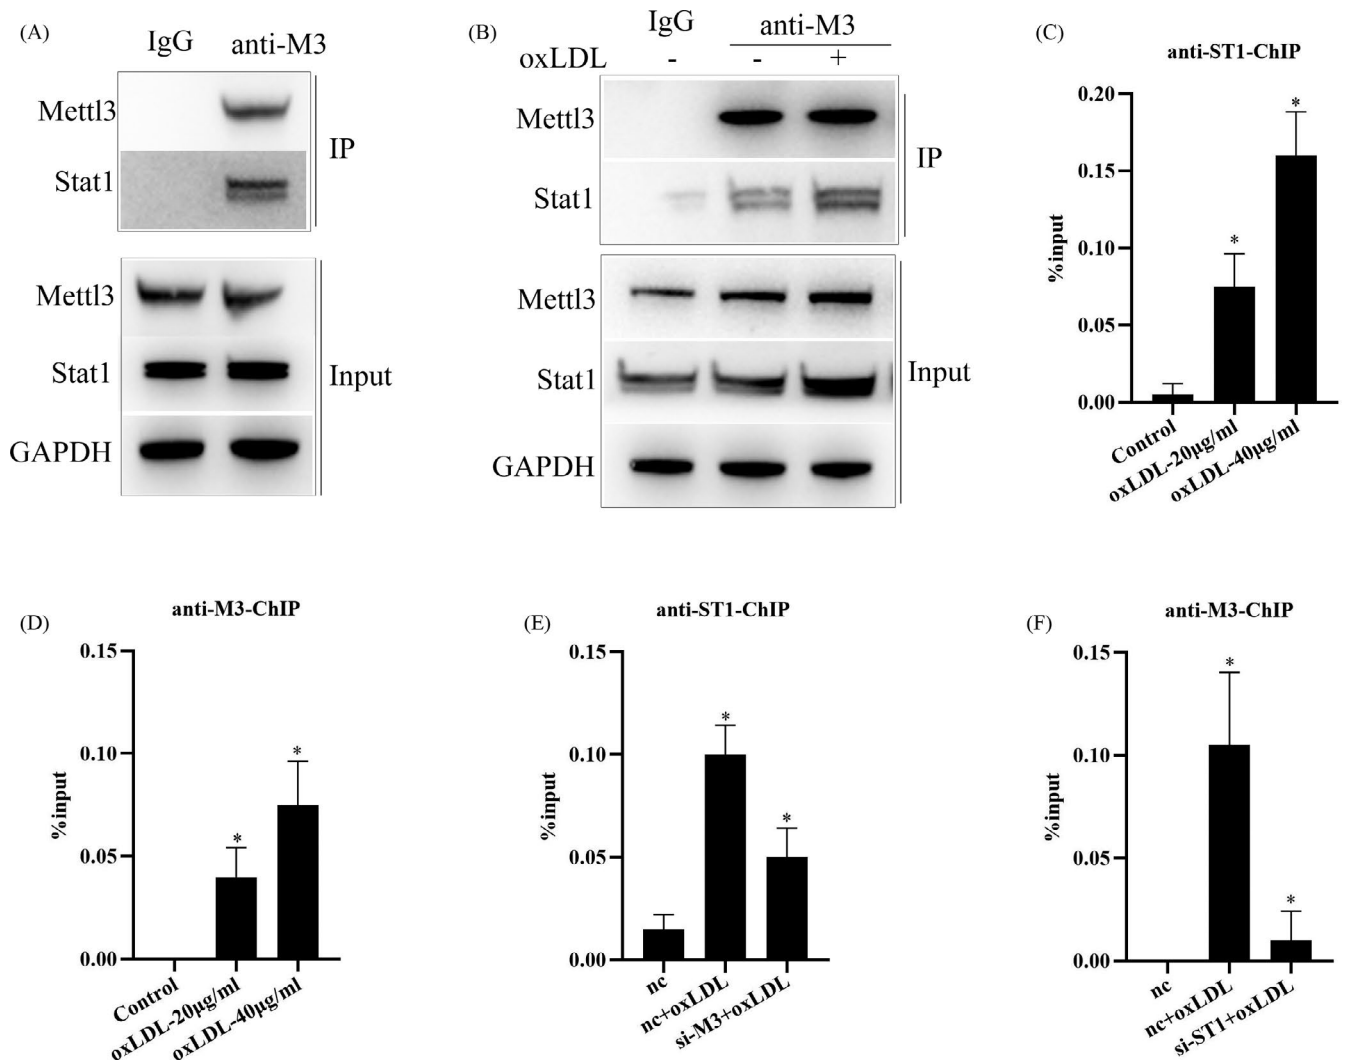 (A)
IgG anti-M3
Mettl3
Stat1
IP
Mettl3
Stat1
GAPDH
Input
(B)
IgG anti-M3
oxLDL - - +
Mettl3
Stat1
IP
Mettl3
Stat1
GAPDH
Input
(C)
anti-ST1-ChIP
%input
0.20
0.15
0.10
0.05
0.00
Control
oxLDL-20μg/ml
oxLDL-40μg/ml
*
*
(D)
anti-M3-ChIP
%input
0.15
0.10
0.05
0.00
Control
oxLDL-20μg/ml
oxLDL-40μg/ml
*
*
(E)
anti-ST1-ChIP
%input
0.15
0.10
0.05
0.00
nc
nc+oxLDL
si-M3+oxLDL
*
*
(F)
anti-M3-ChIP
%input
0.15
0.10
0.05
0.00
nc
nc+oxLDL
si-ST1+oxLDL
*
*